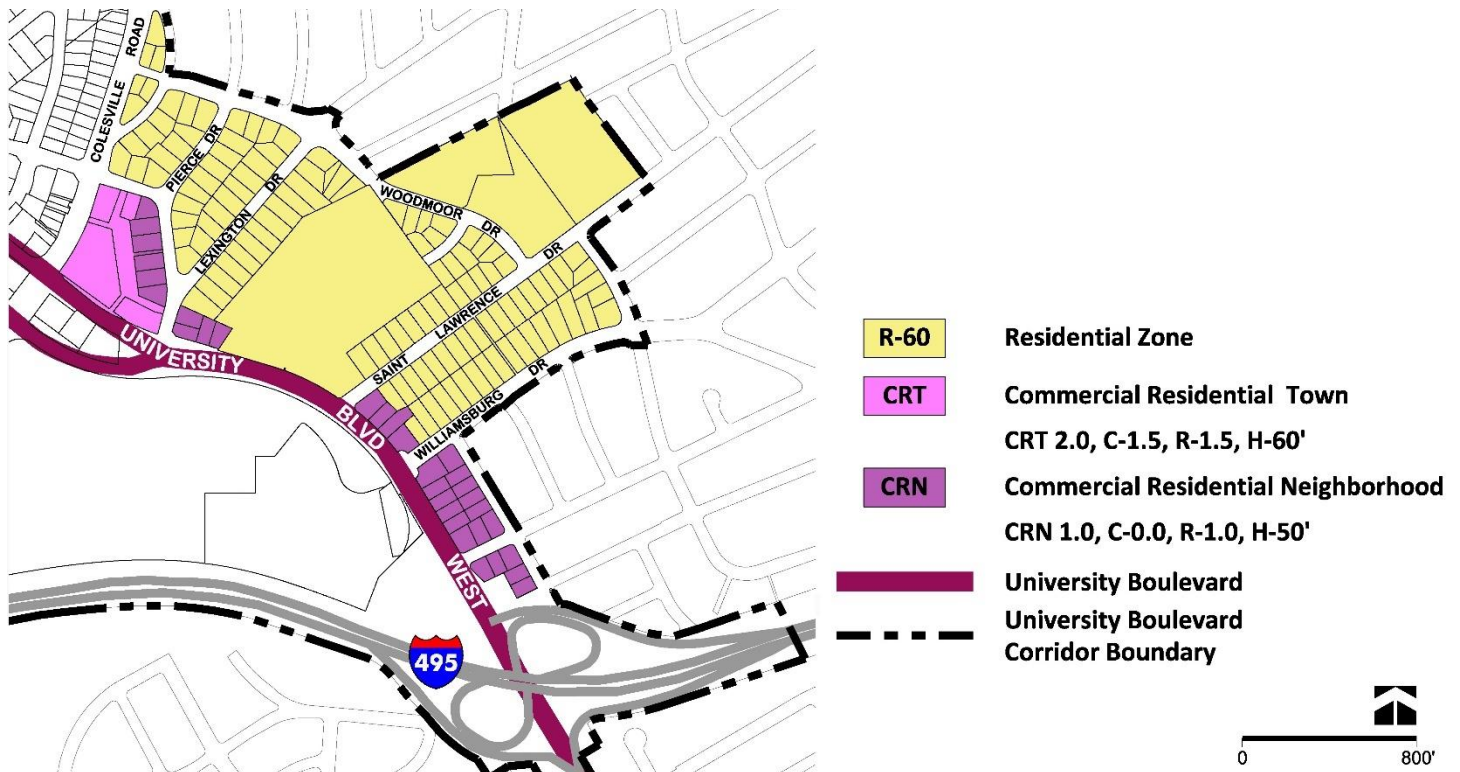 COLESVILLE ROAD
PIERCE DR
LEXINGTON DR
WOODMOOR DR
SAINT LAWRENCE DR
WILLIAMSBURG DR
UNIVERSITY BLVD WEST
495
R-60 Residential Zone
CRT Commercial Residential Town
CRT 2.0, C-1.5, R-1.5, H-60'
CRN Commercial Residential Neighborhood
CRN 1.0, C-0.0, R-1.0, H-50'
University Boulevard
University Boulevard
Corridor Boundary
0 800'